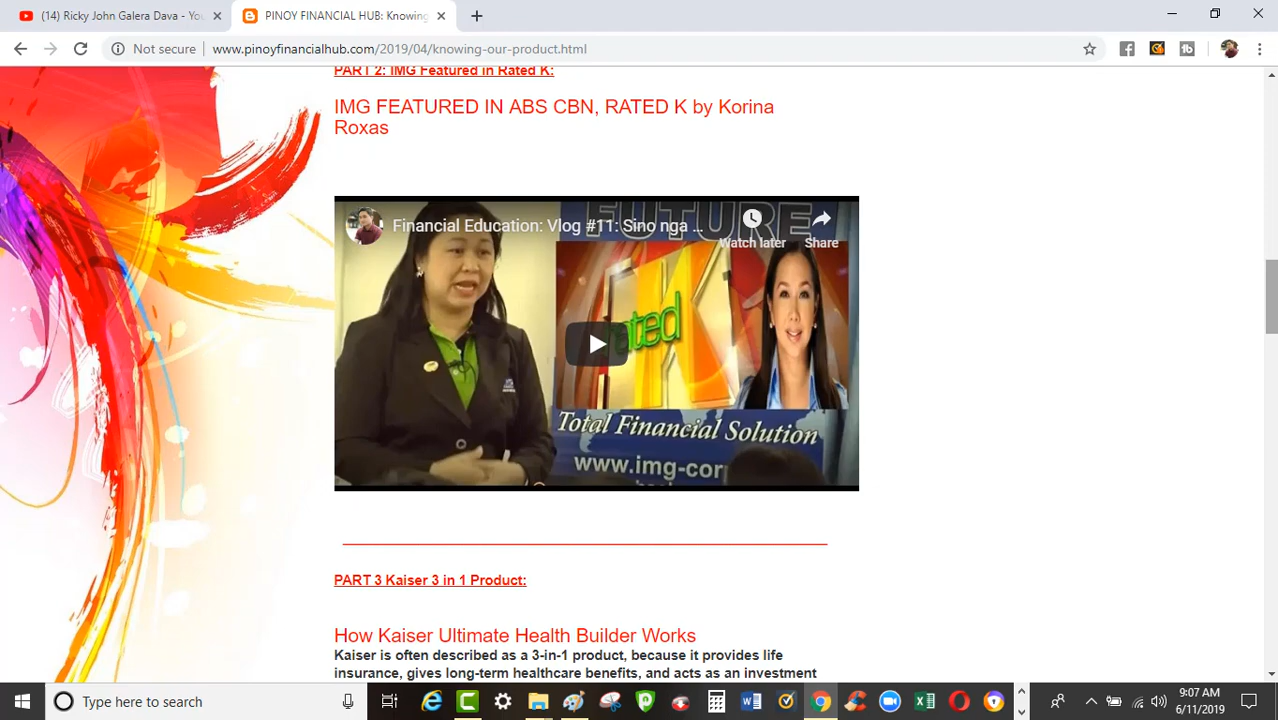 (14) Ricky John Galera Dava - You
PINOY FINANCIAL HUB: Knowing
Not secure | www.pinoyfinancialhub.com/2019/04/knowing-our-product.html
PART 2: IMG Featured in Rated K:
IMG FEATURED IN ABS CBN, RATED K by Korina
Roxas
FUTURE
Financial Education: Vlog #11: Sino nga ...
Watch later
Share
rated K
Total Financial Solution
www.img-cor
PART 3 Kaiser 3 in 1 Product:
How Kaiser Ultimate Health Builder Works
Kaiser is often described as a 3-in-1 product, because it provides life
insurance, gives long-term healthcare benefits, and acts as an investment
Type here to search
9:07 AM
6/11/2019